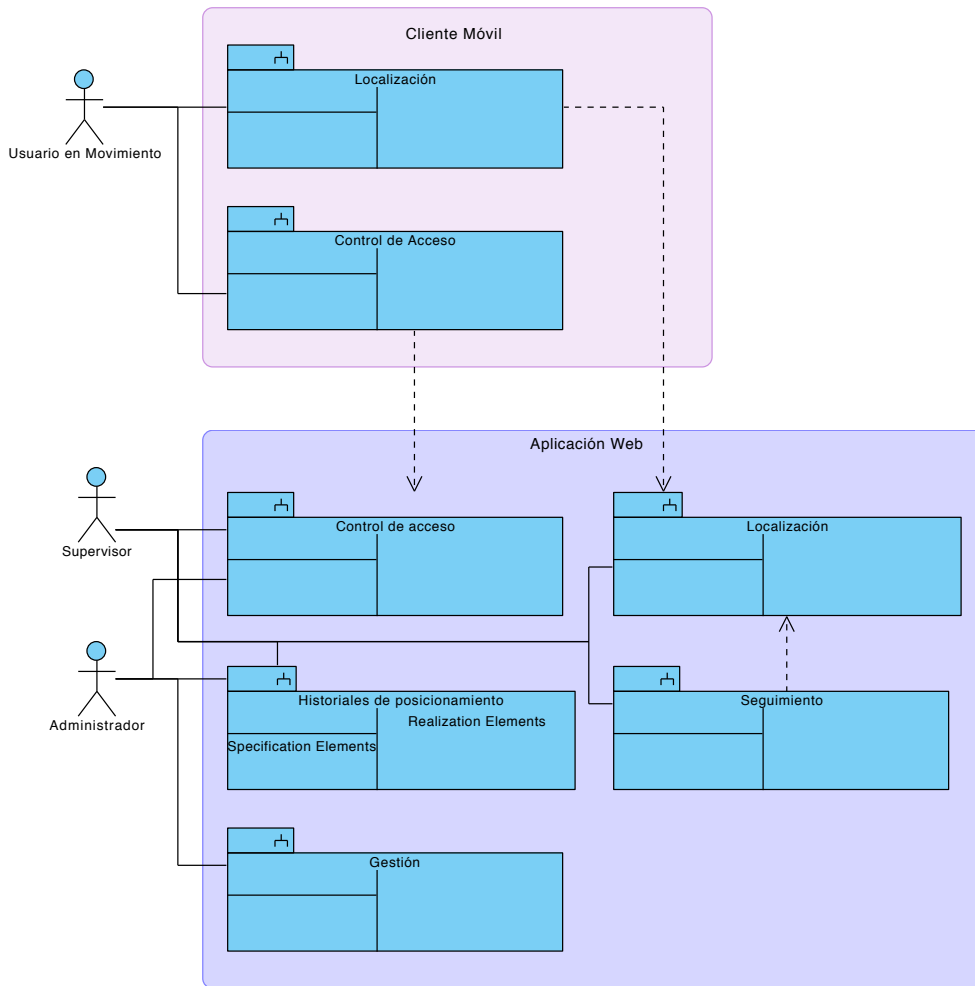 Cliente Móvil
Localización
Usuario en Movimiento
Control de Acceso
Aplicación Web
Control de acceso
Localización
Supervisor
Historiales de posicionamiento
Realization Elements
Specification Elements
Seguimiento
Administrador
Gestión